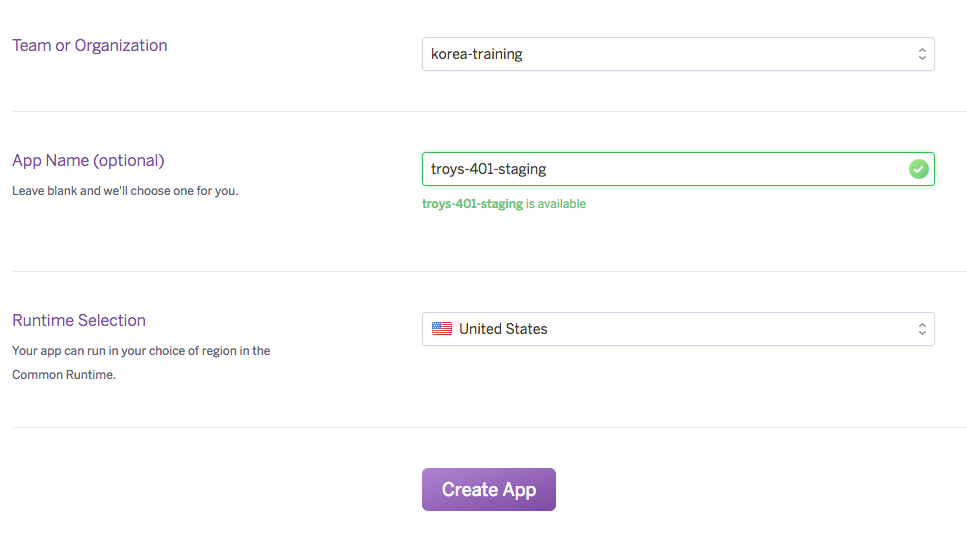 Team or Organization
korea-training
App Name (optional)
Leave blank and we'll choose one for you.
troys-401-staging
troys-401-staging is available
Runtime Selection
Your app can run in your choice of region in the
Common Runtime.
United States
Create App